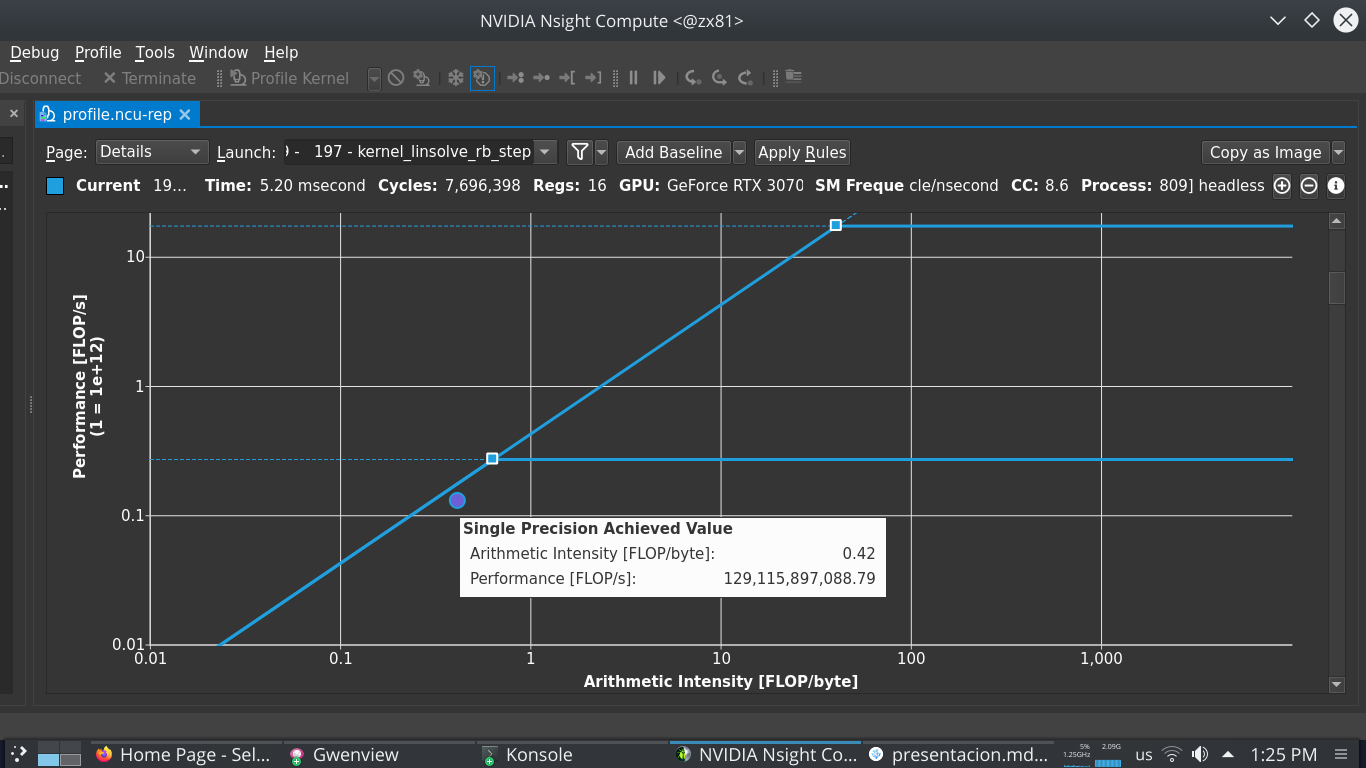 NVIDIA Nsight Compute <@zx81>
Debug Profile Tools Window Help
Disconnect Terminate Profile Kernel
profile.ncu-rep
Page: Details Launch: 197 - kernel_linsolve_rb_step Add Baseline Apply Rules Copy as Image
Current 19... Time: 5.20 msecond Cycles: 7,696,398 Regs: 16 GPU: GeForce RTX 3070 SM Freque cle/nsecond CC: 8.6 Process: 809] headless
Performance [FLOP/s]
(1 = 1e+12)
10
1
0.1
0.01
Single Precision Achieved Value
Arithmetic Intensity [FLOP/byte]: 0.42
Performance [FLOP/s]: 129,115,897,088.79
0.01 0.1 1 10 100 1,000
Arithmetic Intensity [FLOP/byte]
Home Page - Sel... Gwenview Konsole NVIDIA Nsight Co... presentacion.md... 5% 1.25GHz 2.09G us 1:25 PM